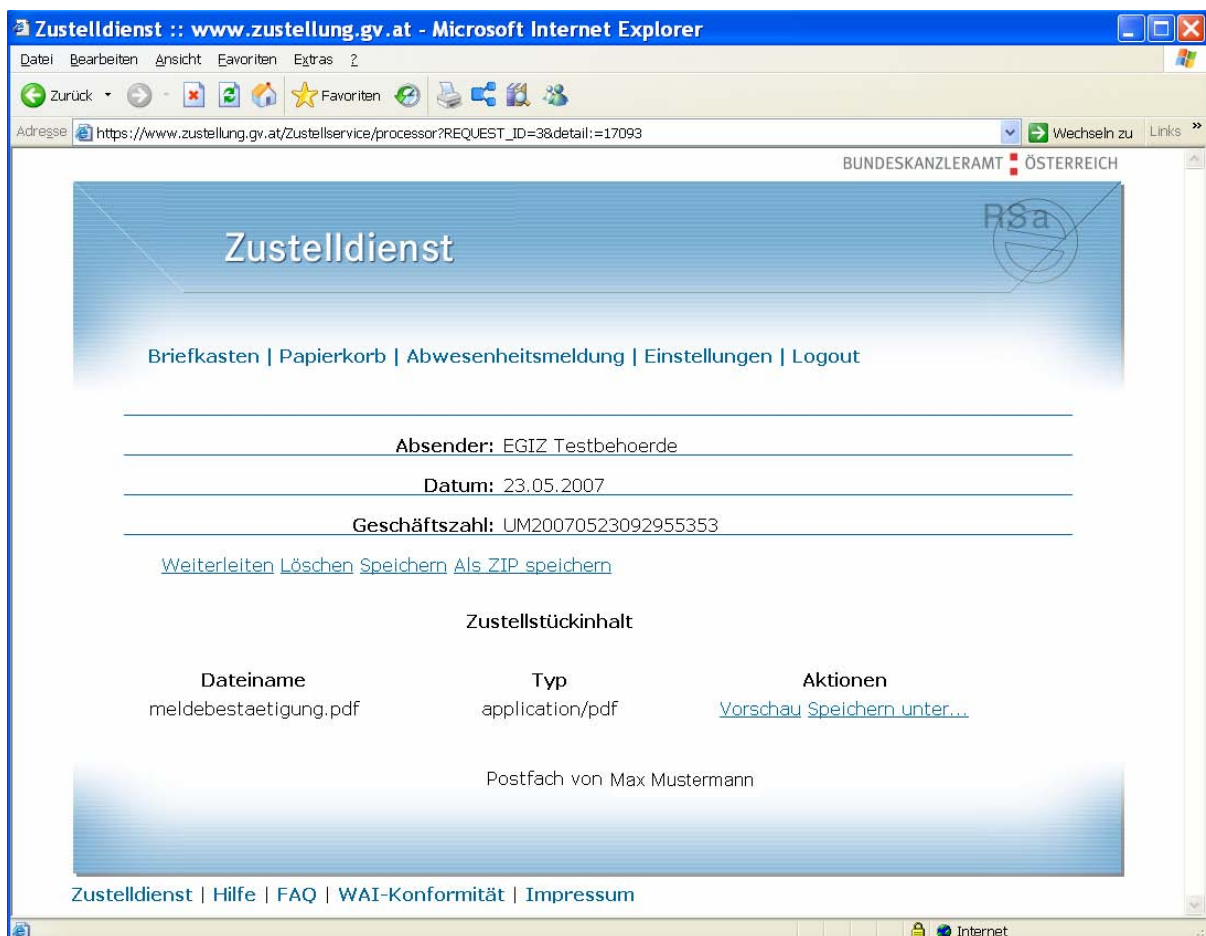 Zustelldienst :: www.zustellung.gv.at - Microsoft Internet Explorer
Datei Bearbeiten Ansicht Favoriten Extras ?
Zurück Favoriten
Adresse https://www.zustellung.gv.at/Zustellservice/processor?REQUEST_ID=3&detail:=17093 Wechseln zu Links »
BUNDESKANZLERAMT ÖSTERREICH
RSa
Zustelldienst
Briefkasten | Papierkorb | Abwesenheitsmeldung | Einstellungen | Logout
Absender: EGIZ Testbehoerde
Datum: 23.05.2007
Geschäftszahl: UM20070523092955353
Weiterleiten Löschen Speichern Als ZIP speichern
Zustellstückinhalt
Dateiname Typ Aktionen
meldebestaetigung.pdf application/pdf Vorschau Speichern unter...
Postfach von Max Mustermann
Zustelldienst | Hilfe | FAQ | WAI-Konformität | Impressum
Internet